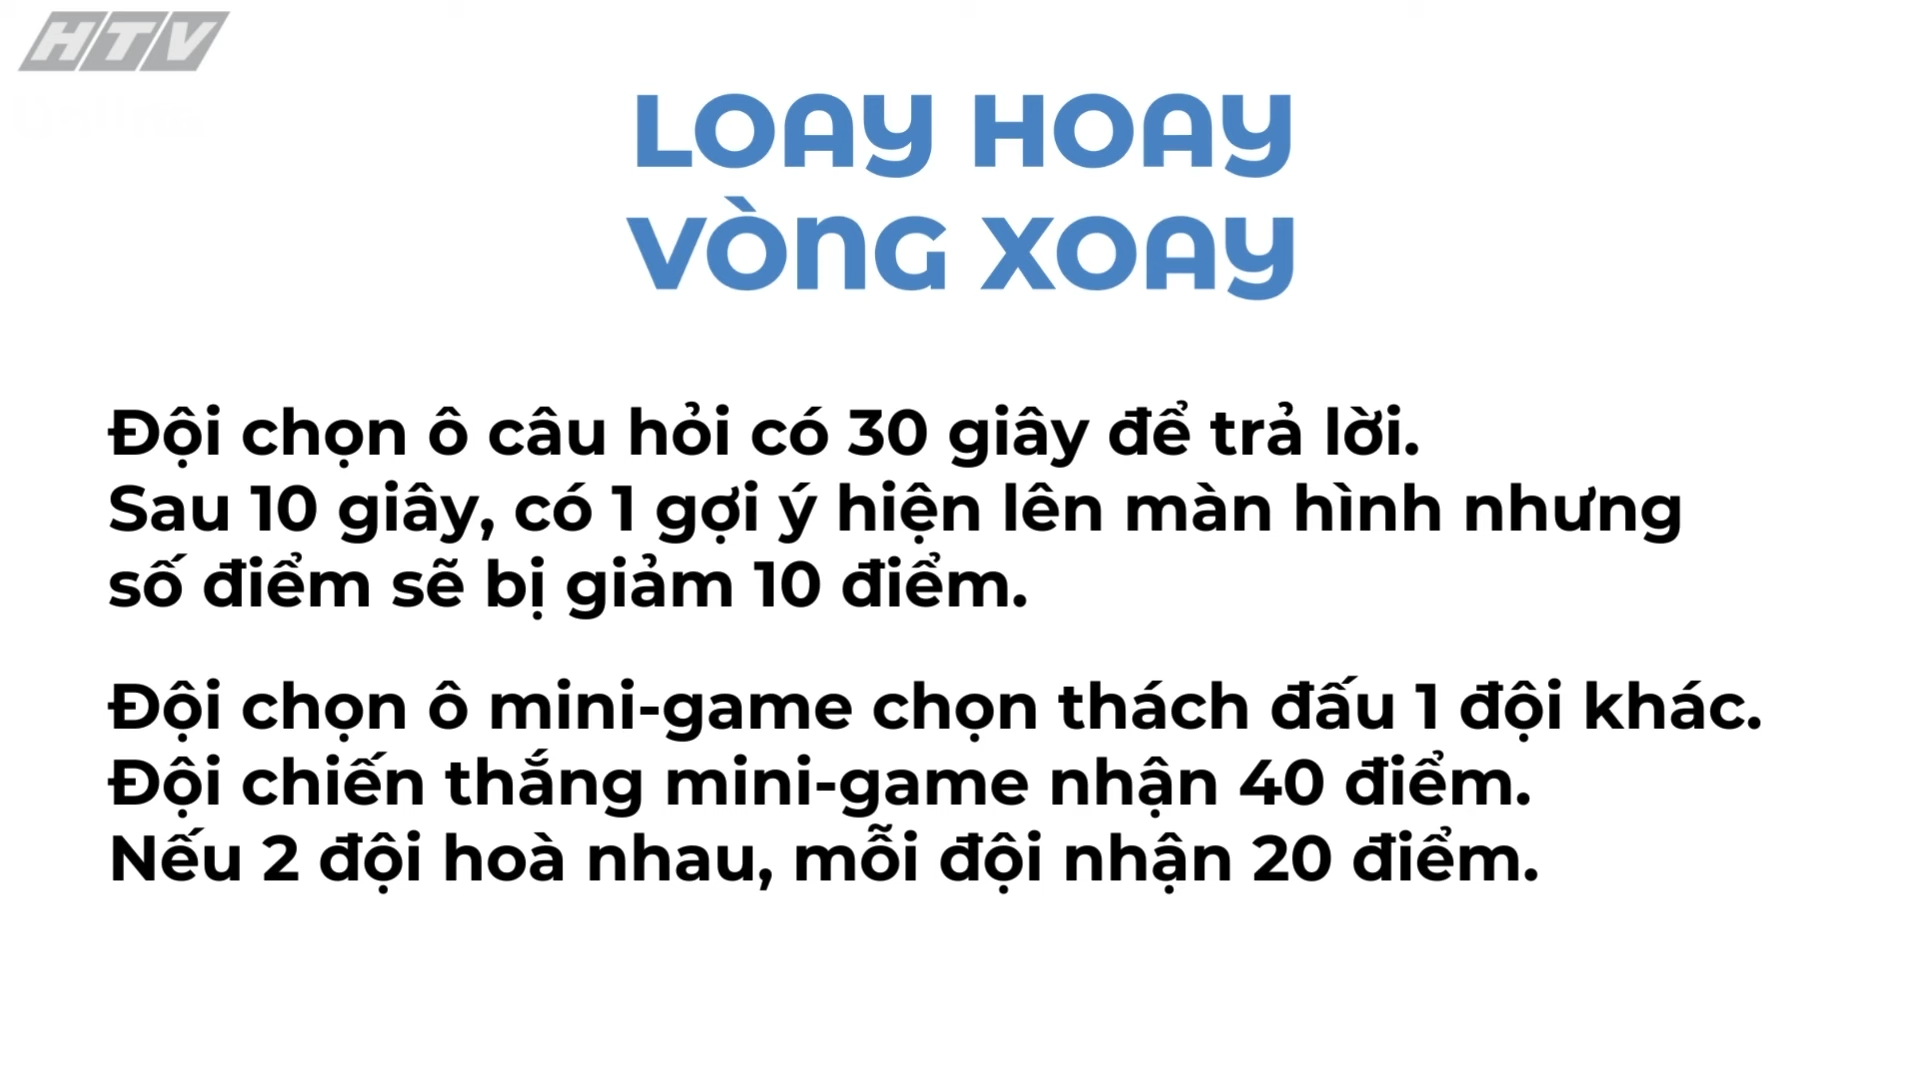 HTV
Online
LOAY HOAY
VÒNG XOAY
Đội chọn ô câu hỏi có 30 giây để trả lời.
Sau 10 giây, có 1 gợi ý hiện lên màn hình nhưng
số điểm sẽ bị giảm 10 điểm.
Đội chọn ô mini-game chọn thách đấu 1 đội khác.
Đội chiến thắng mini-game nhận 40 điểm.
Nếu 2 đội hoà nhau, mỗi đội nhận 20 điểm.